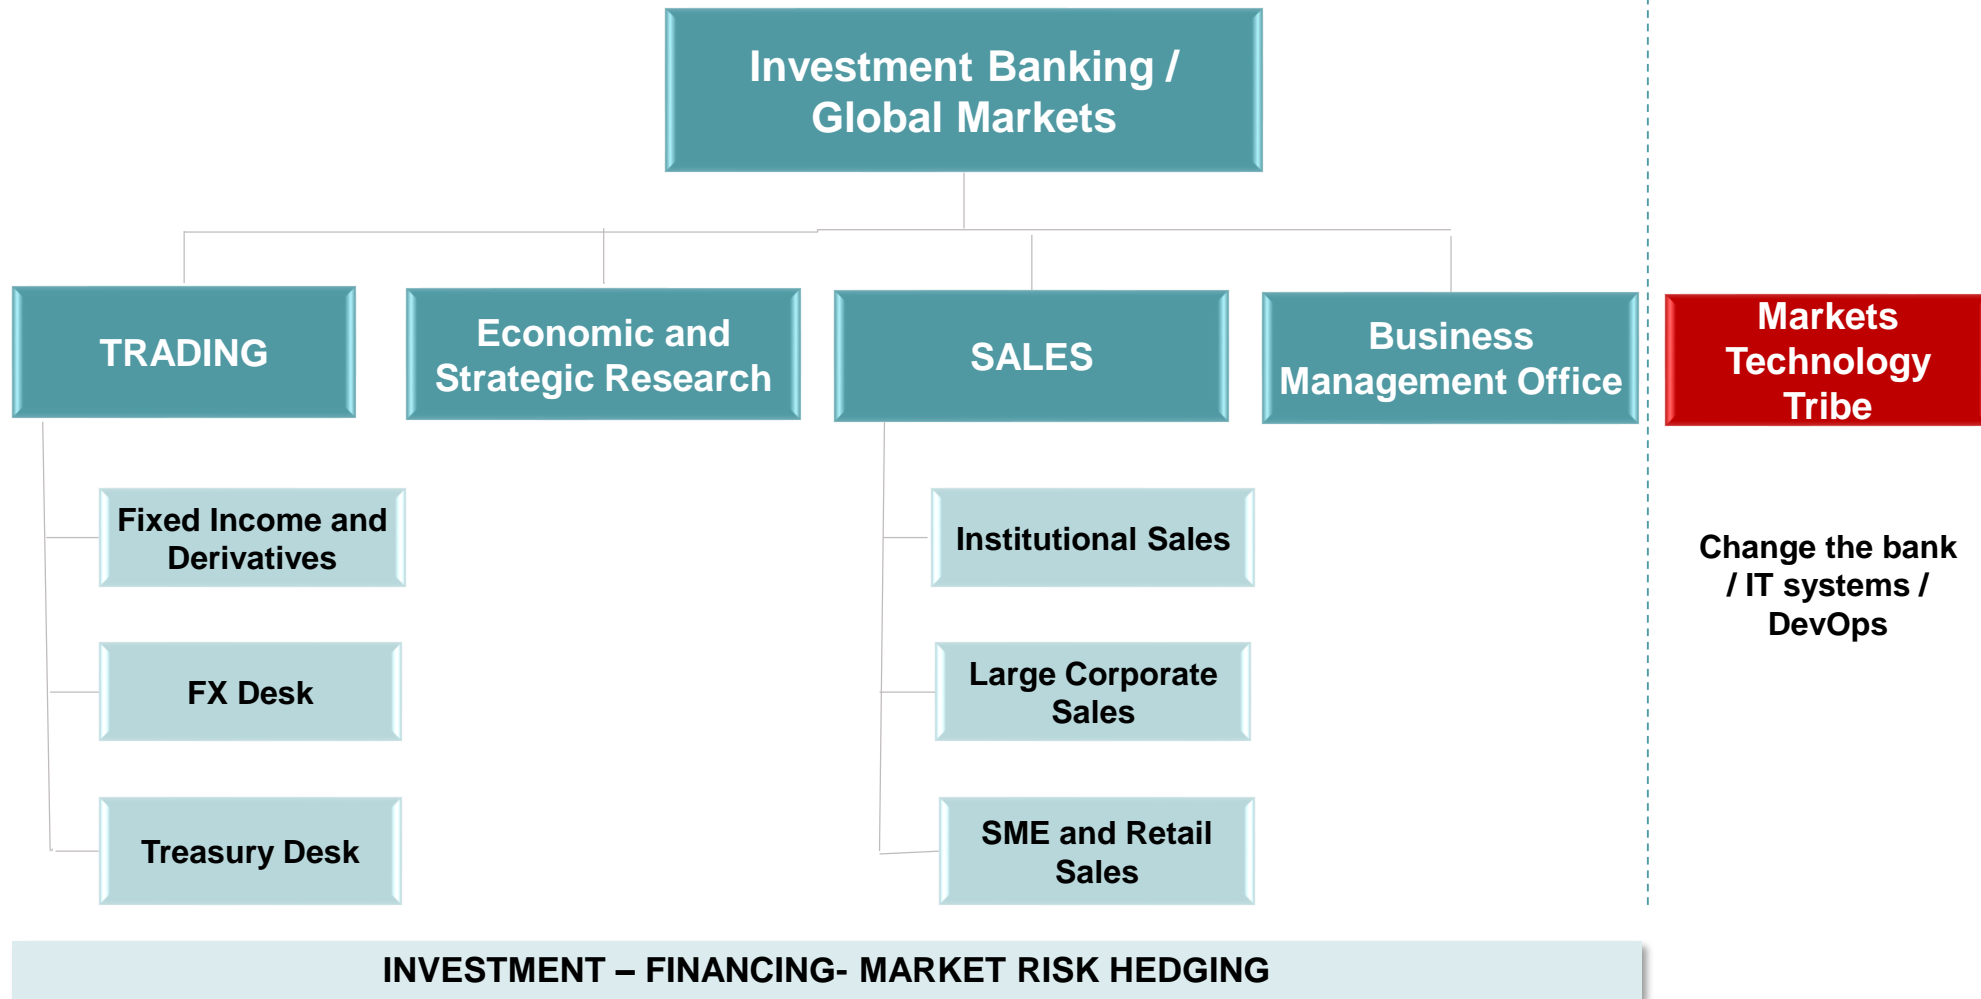 Investment Banking /
Global Markets
TRADING
Economic and
Strategic Research
SALES
Business
Management Office
Markets
Technology
Tribe
Fixed Income and
Derivatives
Institutional Sales
Change the bank
/ IT systems /
DevOps
FX Desk
Large Corporate
Sales
Treasury Desk
SME and Retail
Sales
INVESTMENT – FINANCING- MARKET RISK HEDGING